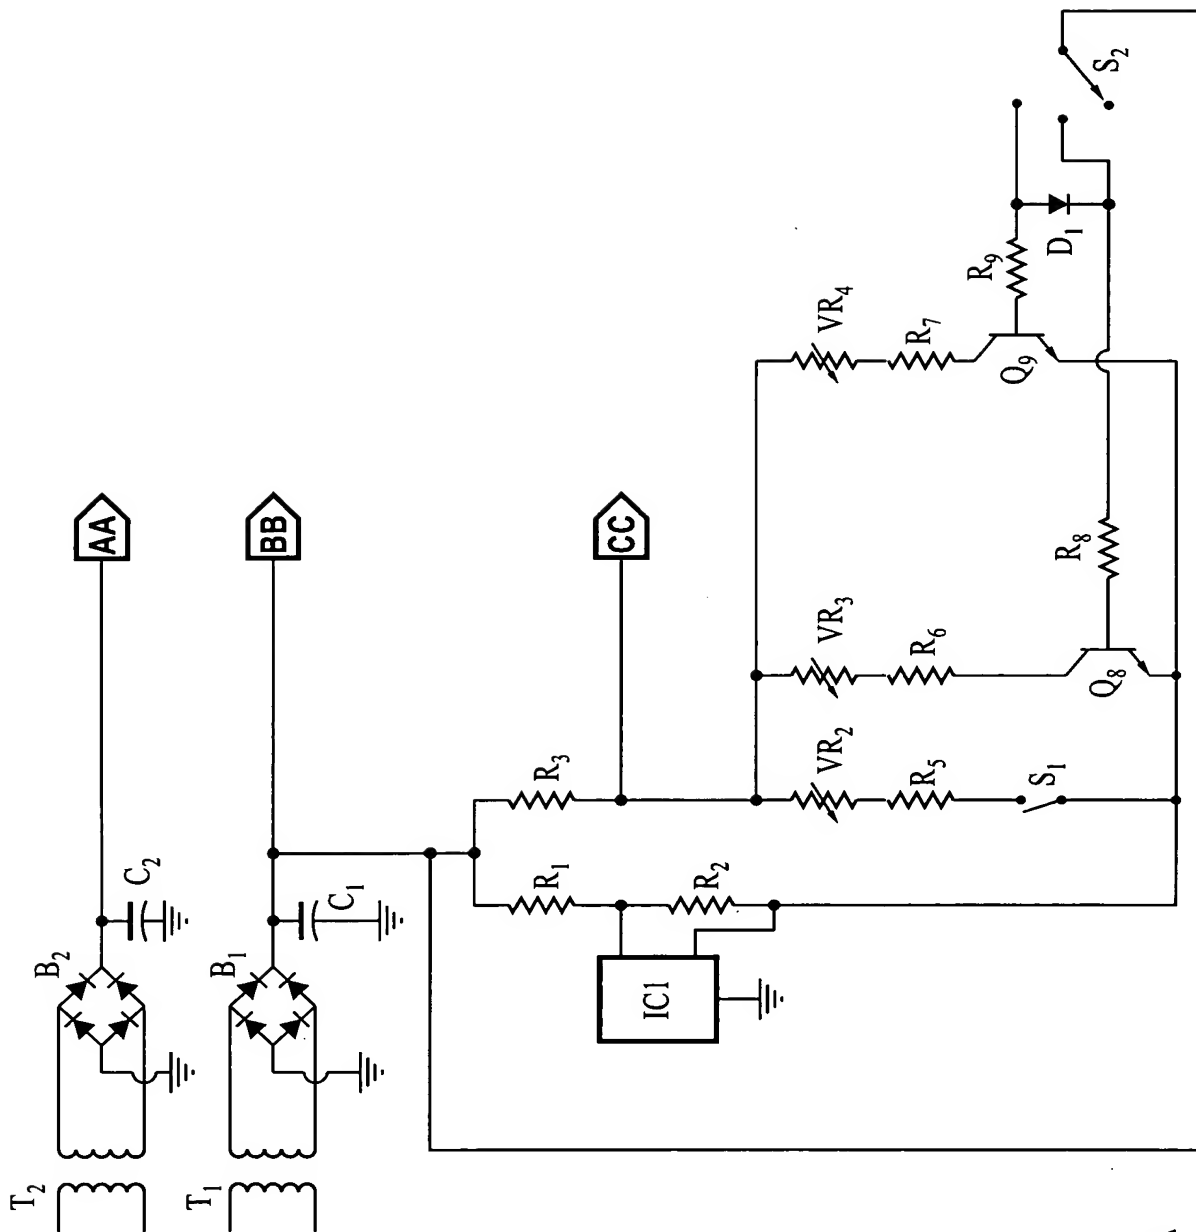 AA
C₂
B₂
T₂
BB
C₁
B₁
T₁
CC
R₃
R₁
R₂
IC1
VR₂
R₅
S₁
VR₃
R₆
Q₈
R₈
VR₄
R₇
Q₉
R₉
D₁
S₂